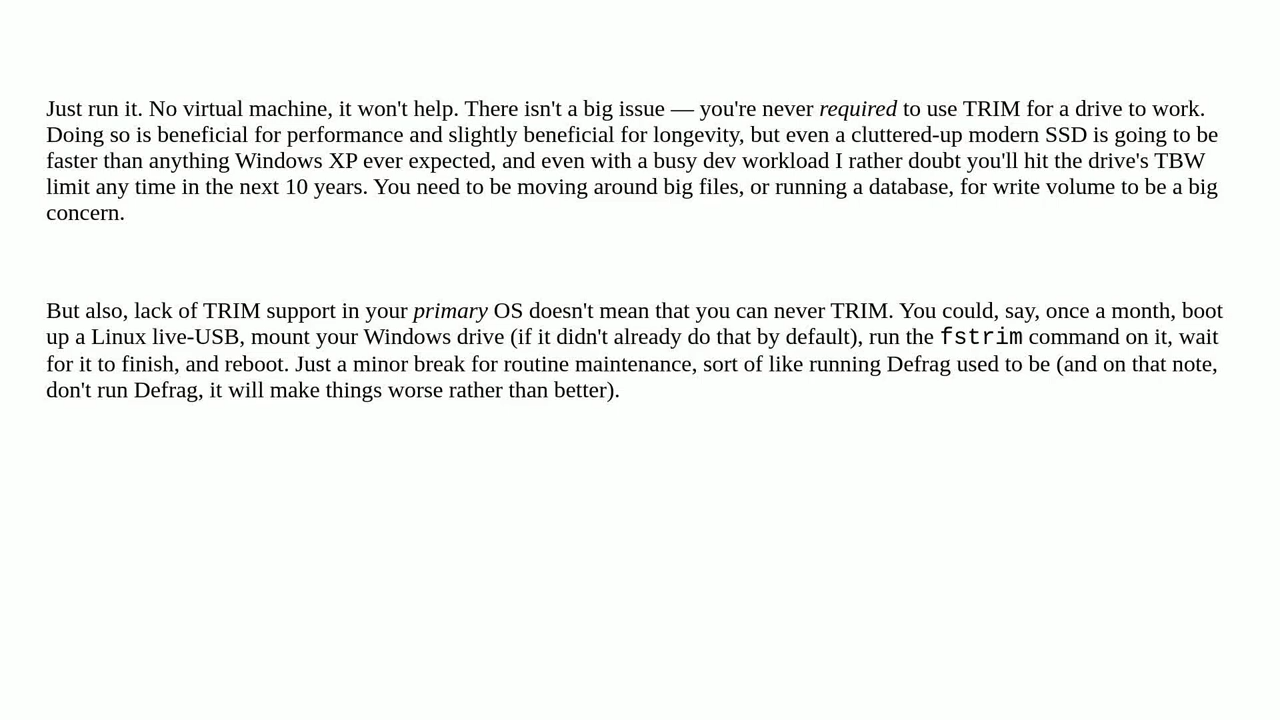 Just run it. No virtual machine, it won't help. There isn't a big issue — you're never required to use TRIM for a drive to work.
Doing so is beneficial for performance and slightly beneficial for longevity, but even a cluttered-up modern SSD is going to be
faster than anything Windows XP ever expected, and even with a busy dev workload I rather doubt you'll hit the drive's TBW
limit any time in the next 10 years. You need to be moving around big files, or running a database, for write volume to be a big
concern.
But also, lack of TRIM support in your primary OS doesn't mean that you can never TRIM. You could, say, once a month, boot
up a Linux live-USB, mount your Windows drive (if it didn't already do that by default), run the fstrim command on it, wait
for it to finish, and reboot. Just a minor break for routine maintenance, sort of like running Defrag used to be (and on that note,
don't run Defrag, it will make things worse rather than better).